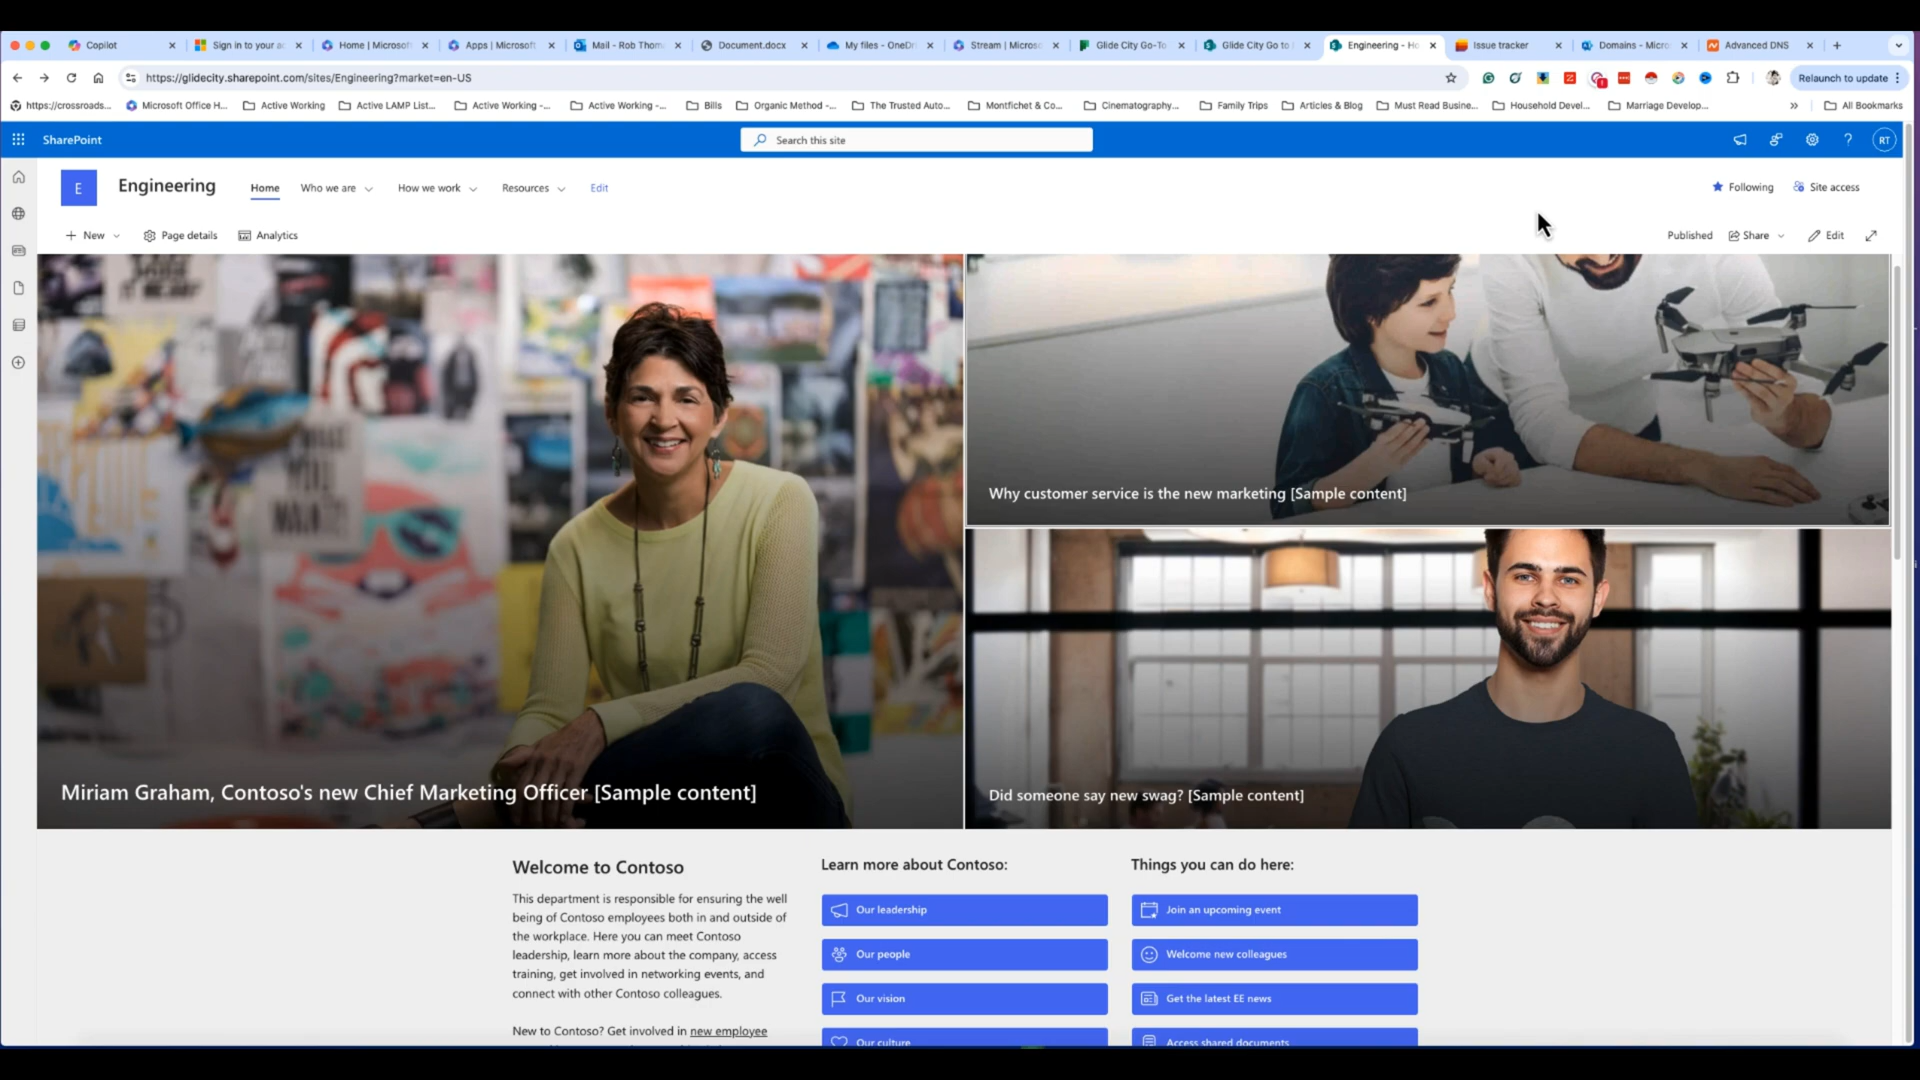 Copilot
Sign in to your a
Home | Microsof
Apps | Microsoft
Mail - Rob Thom
Document.docx
My files - OneDr
Stream | Micros
Glide City Go-To
Glide City Go to
Engineering - Ho
Issue tracker
Domains - Micro
Advanced DNS
https://glidecity.sharepoint.com/sites/Engineering?market=en-US
Relaunch to update
https://crossroads...
Microsoft Office H...
Active Working
Active LAMP List...
Active Working -...
Active Working -...
Bills
Organic Method -...
The Trusted Auto...
Montfichet & Co...
Cinematography...
Family Trips
Articles & Blog
Must Read Busine...
Household Devel...
Marriage Develop...
All Bookmarks
SharePoint
Search this site
RT
E
Engineering
Home
Who we are
How we work
Resources
Edit
Following
Site access
New
Page details
Analytics
Published
Share
Edit
Why customer service is the new marketing [Sample content]
Miriam Graham, Contoso's new Chief Marketing Officer [Sample content]
Did someone say new swag? [Sample content]
Welcome to Contoso
This department is responsible for ensuring the well
being of Contoso employees both in and outside of
the workplace. Here you can meet Contoso
leadership, learn more about the company, access
training, get involved in networking events, and
connect with other Contoso colleagues.
New to Contoso? Get involved in new employee
Learn more about Contoso:
Our leadership
Our people
Our vision
Our culture
Things you can do here:
Join an upcoming event
Welcome new colleagues
Get the latest EE news
Access shared documents